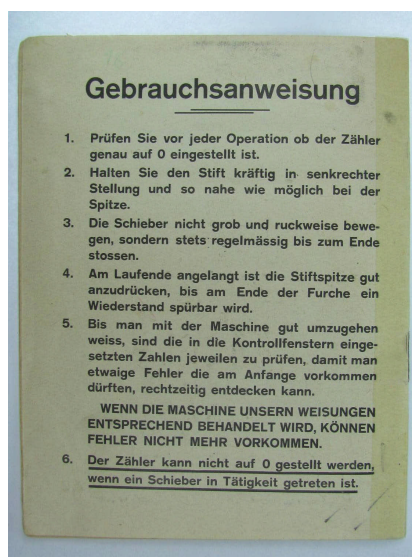 Gebrauchsanweisung
1. Prüfen Sie vor jeder Operation ob der Zähler
genau auf 0 eingestellt ist.
2. Halten Sie den Stift kräftig in senkrechter
Stellung und so nahe wie möglich bei der
Spitze.
3. Die Schieber nicht grob und ruckweise bewe-
gen, sondern stets regelmässig bis zum Ende
stossen.
4. Am Laufende angelangt ist die Stiftspitze gut
anzudrücken, bis am Ende der Furche ein
Wiederstand spürbar wird.
5. Bis man mit der Maschine gut umzugehen
weiss, sind die in die Kontrollfenstern einge-
setzten Zahlen jeweilen zu prüfen, damit man
etwaige Fehler die am Anfange vorkommen
dürften, rechtzeitig entdecken kann.
WENN DIE MASCHINE UNSERN WEISUNGEN
ENTSPRECHEND BEHANDELT WIRD, KÖNNEN
FEHLER NICHT MEHR VORKOMMEN.
6. Der Zähler kann nicht auf 0 gestellt werden,
wenn ein Schieber in Tätigkeit getreten ist.